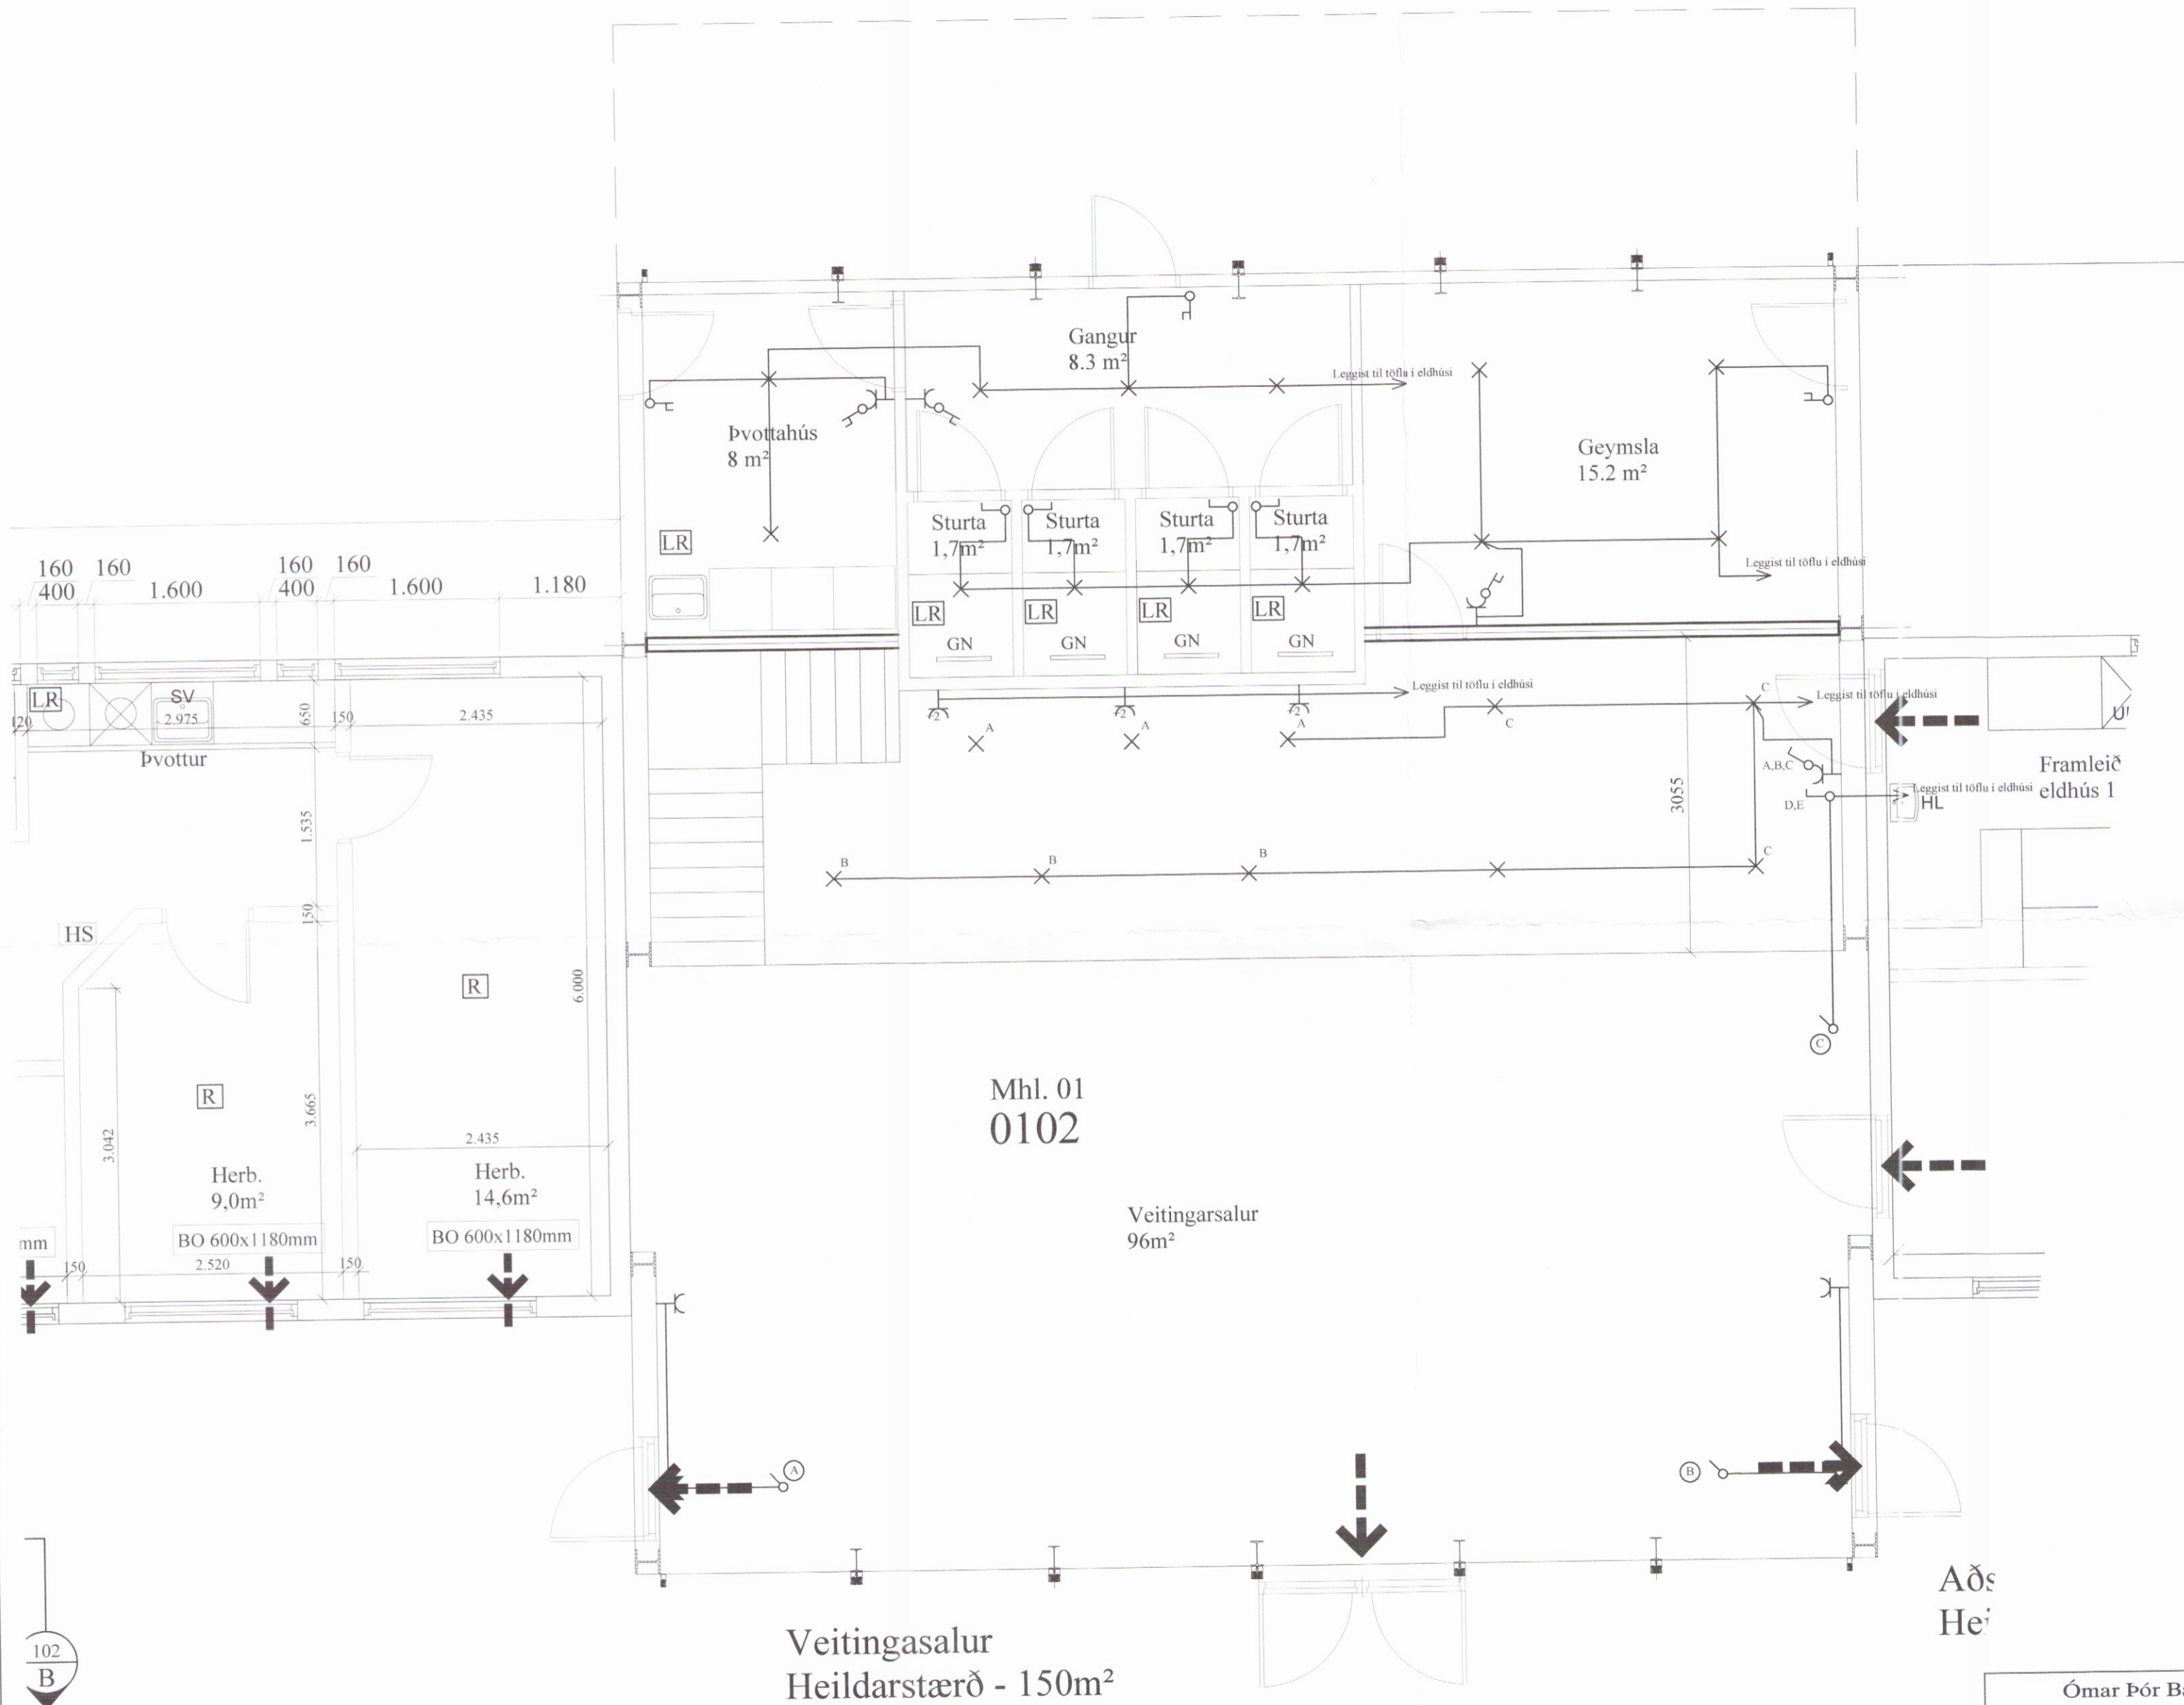 Gangur
8.3 m²
Leggist til töflu í eldhúsi
Þvottahús
8 m²
Geymsla
15.2 m²
LR
Sturta
1,7m²
Sturta
1,7m²
Sturta
1,7m²
Sturta
1,7m²
Leggist til töflu í eldhúsi
LR
LR
LR
LR
GN
GN
GN
GN
160
160
160
160
400
1.600
400
1.600
1.180
LR
SV
120
2.975
650
150
2.435
Þvottur
1.535
150
HS
R
6.000
R
3.665
3.042
2.435
Herb.
9,0m²
Herb.
14,6m²
BO 600x1180mm
BO 600x1180mm
mm
150
2.520
150
Leggist til töflu í eldhúsi
2
2
2
A
A
A
C
C
Leggist til töflu í eldhúsi
A,B,C
D,E
Leggist til töflu í eldhúsi
HL
Framleið
eldhús 1
3055
B
B
B
C
C
Mhl. 01
0102
Veitingarsalur
96m²
A
B
Veitingasalur
Heildarstærð - 150m²
102
B
Ómar Þór